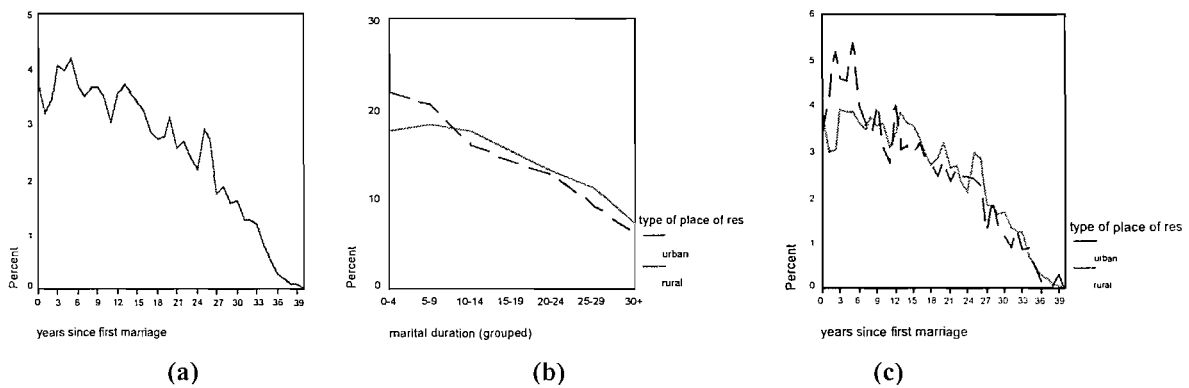 5
4
3
2
1
0
Percent
0 3 6 9 12 15 18 21 24 27 30 33 36 39
years since first marriage
(a)
30
20
10
0
Percent
0-4 5-9 10-14 15-19 20-24 25-29 30+
marital duration (grouped)
type of place of res
urban
rural
(b)
6
5
4
3
2
1
0
Percent
0 3 6 9 12 15 18 21 24 27 30 33 36 39
years since first marriage
type of place of res
urban
rural
(c)